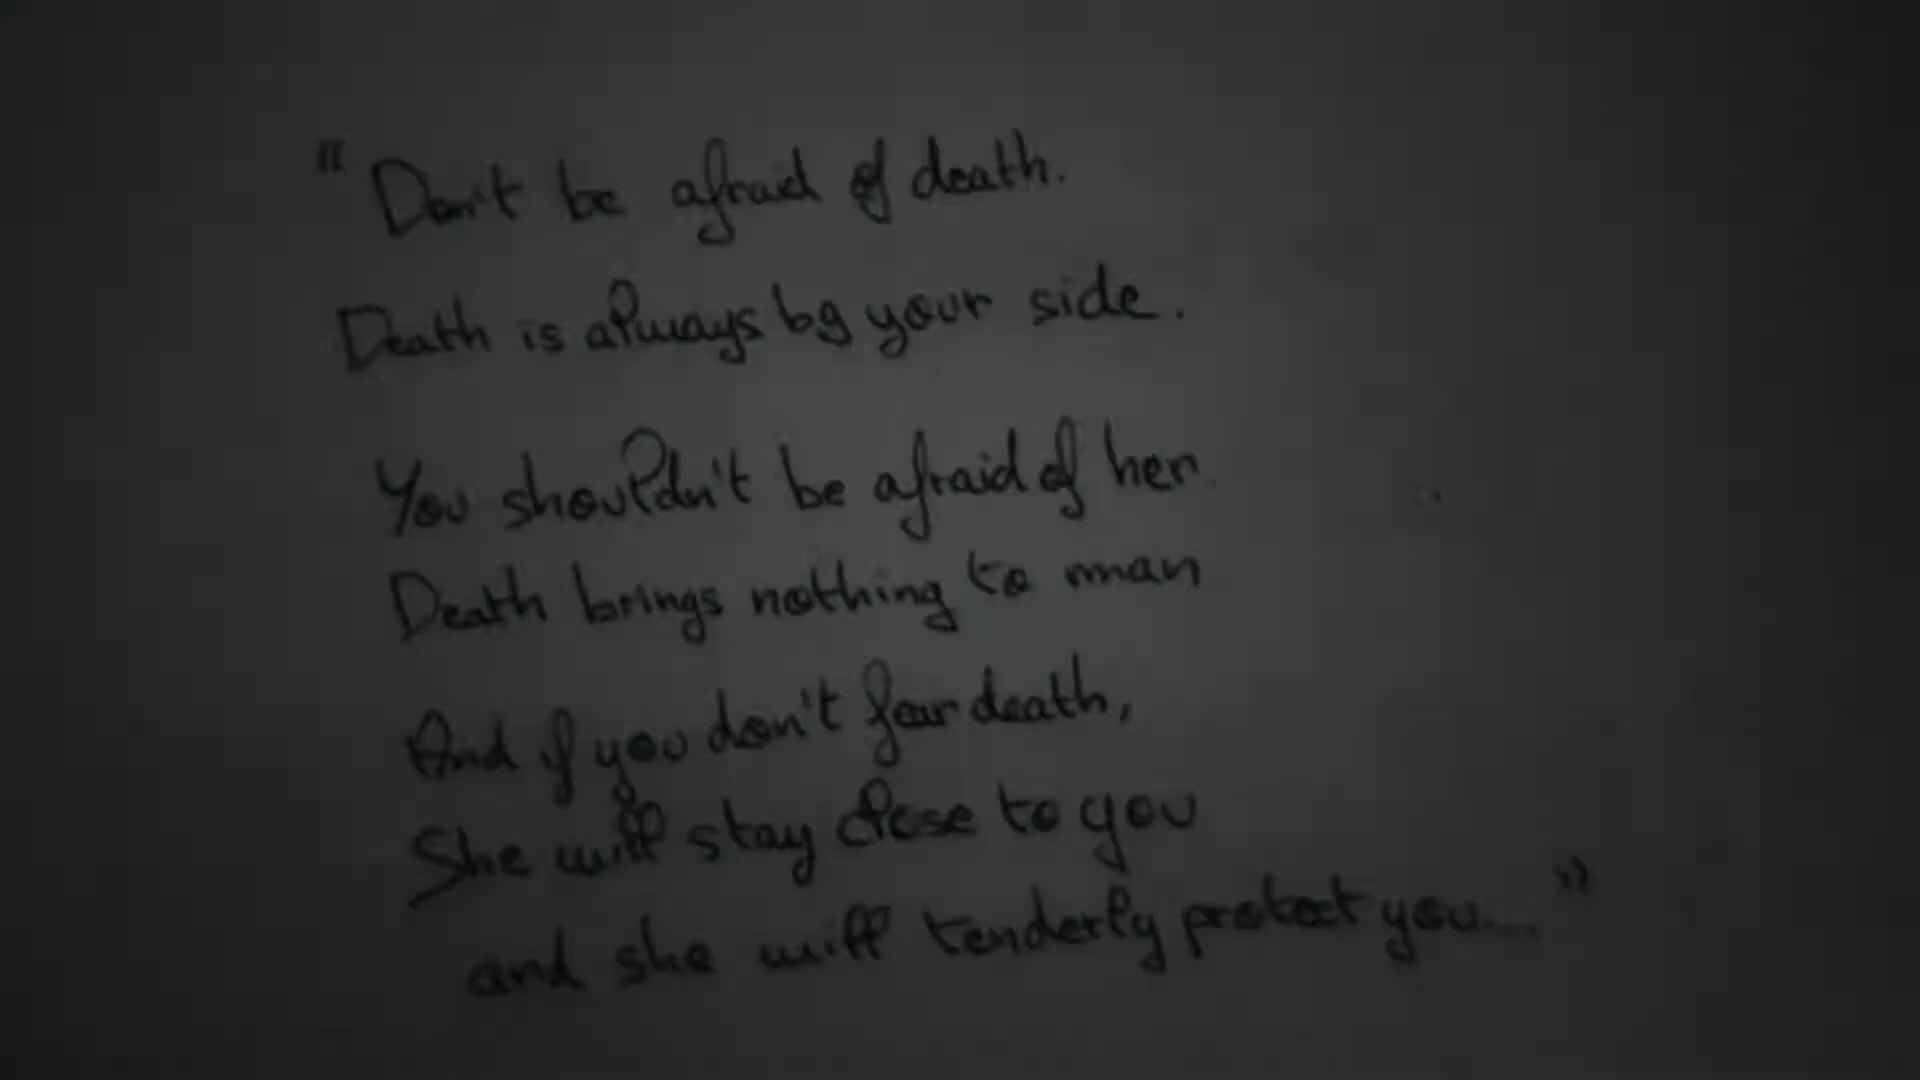 "Don't be afraid of death.
Death is always by your side.
You shouldn't be afraid of her.
Death brings nothing to man
And if you don't fear death,
She will stay close to you
and she will tenderly protect you...."